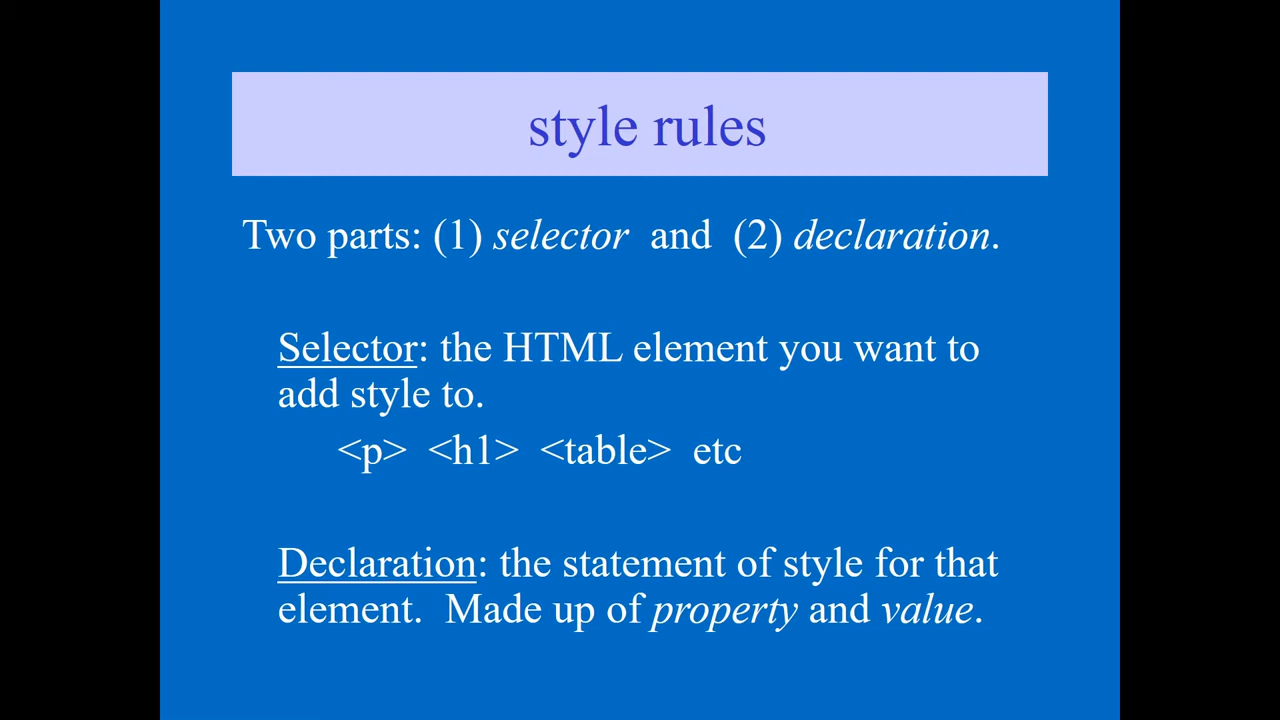 style rules
Two parts: (1) selector and (2) declaration.
Selector: the HTML element you want to
add style to.
<p> <h1> <table> etc
Declaration: the statement of style for that
element. Made up of property and value.